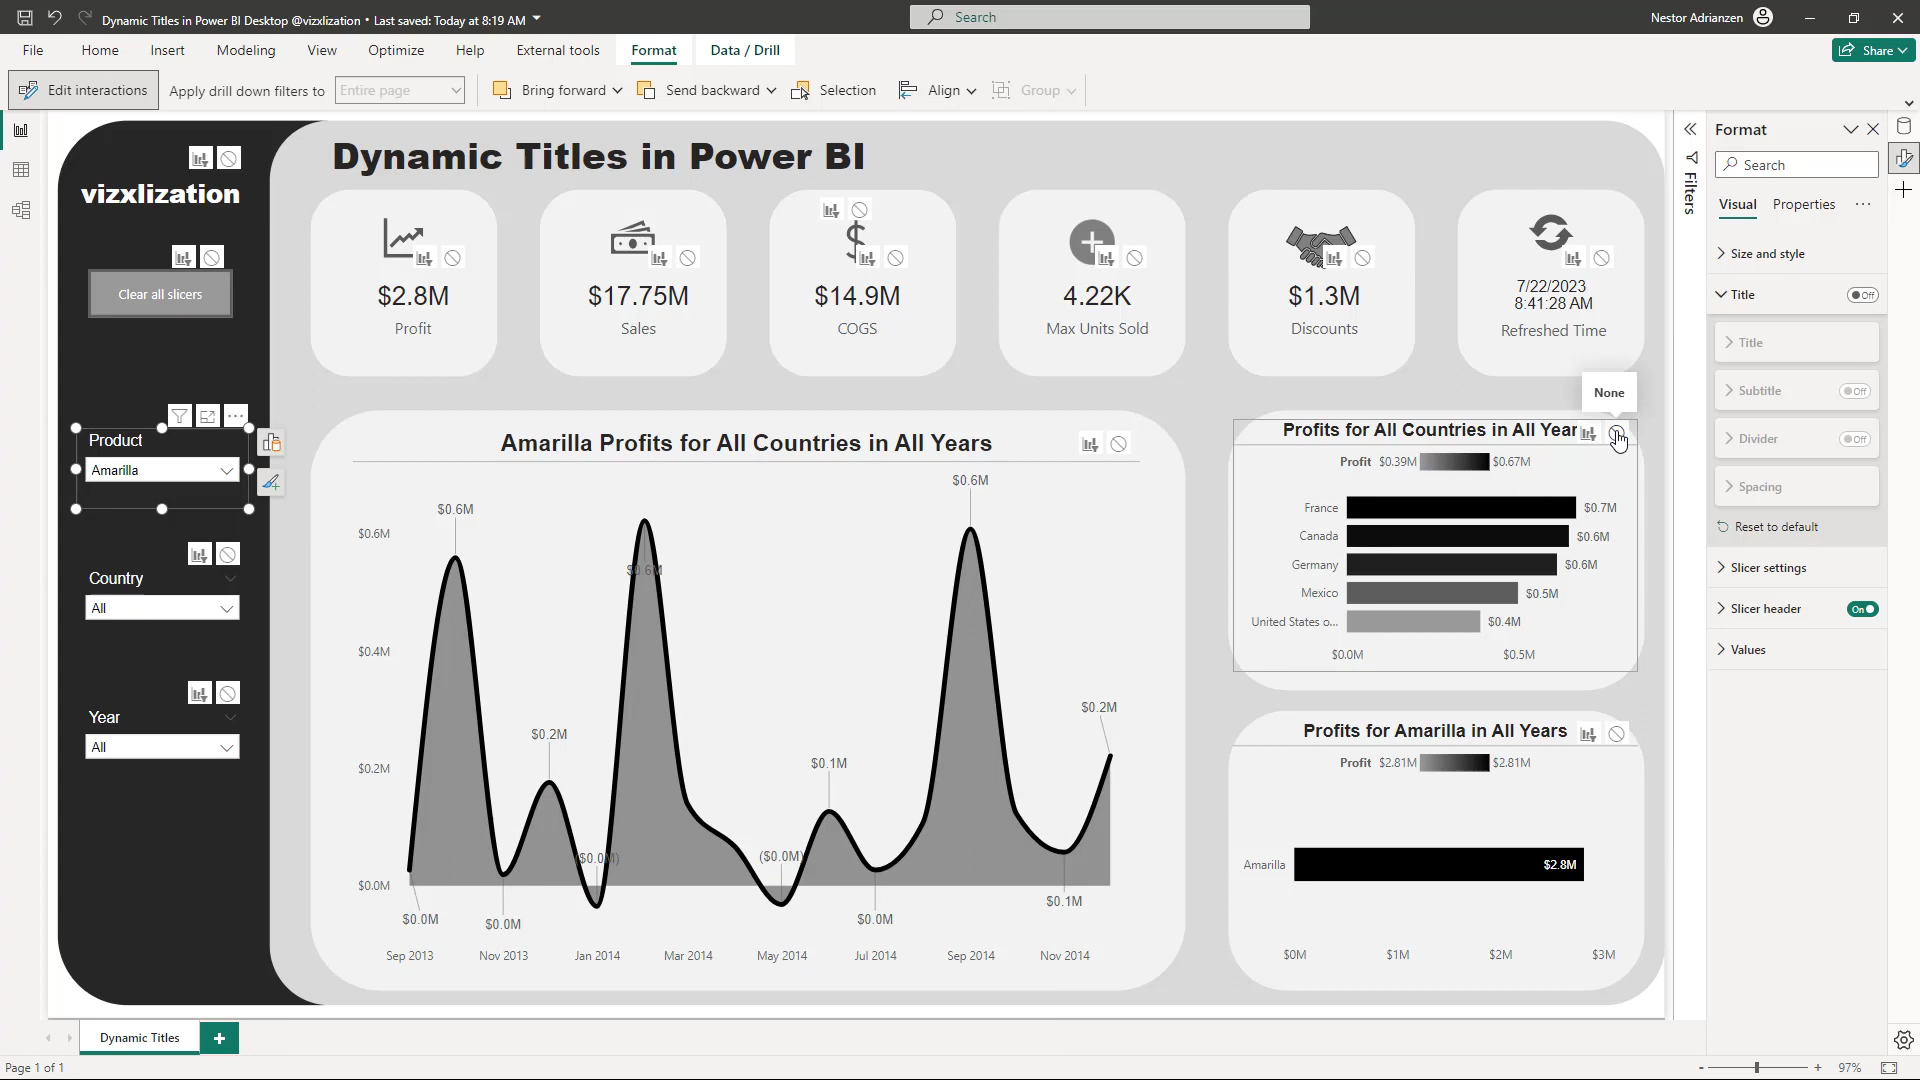 Dynamic Titles in Power BI Desktop @vizxlization • Last saved: Today at 8:19 AM
Search
Nestor Adrianzen
File
Home
Insert
Modeling
View
Optimize
Help
External tools
Format
Data / Drill
Share
Edit interactions
Apply drill down filters to
Entire page
Bring forward
Send backward
Selection
Align
Group
vizxlization
Clear all slicers
Product
Amarilla
Country
All
Year
All
Dynamic Titles in Power BI
$2.8M
Profit
$17.75M
Sales
$14.9M
COGS
4.22K
Max Units Sold
$1.3M
Discounts
7/22/2023
8:41:28 AM
Refreshed Time
None
Amarilla Profits for All Countries in All Years
$0.6M
$0.4M
$0.2M
$0.0M
$0.6M
$0.6M
$0.6M
$0.2M
$0.2M
$0.1M
($0.0M)
($0.0M)
$0.0M
$0.0M
$0.0M
$0.1M
Sep 2013
Nov 2013
Jan 2014
Mar 2014
May 2014
Jul 2014
Sep 2014
Nov 2014
Profits for All Countries in All Year
Profit $0.39M $0.67M
France $0.7M
Canada $0.6M
Germany $0.6M
Mexico $0.5M
United States o... $0.4M
$0.0M $0.5M
Profits for Amarilla in All Years
Profit $2.81M $2.81M
Amarilla $2.8M
$0M $1M $2M $3M
Filters
Format
Search
Visual
Properties
Size and style
Title
Off
Title
Subtitle
Off
Divider
Off
Spacing
Reset to default
Slicer settings
Slicer header
On
Values
Dynamic Titles
Page 1 of 1
97%